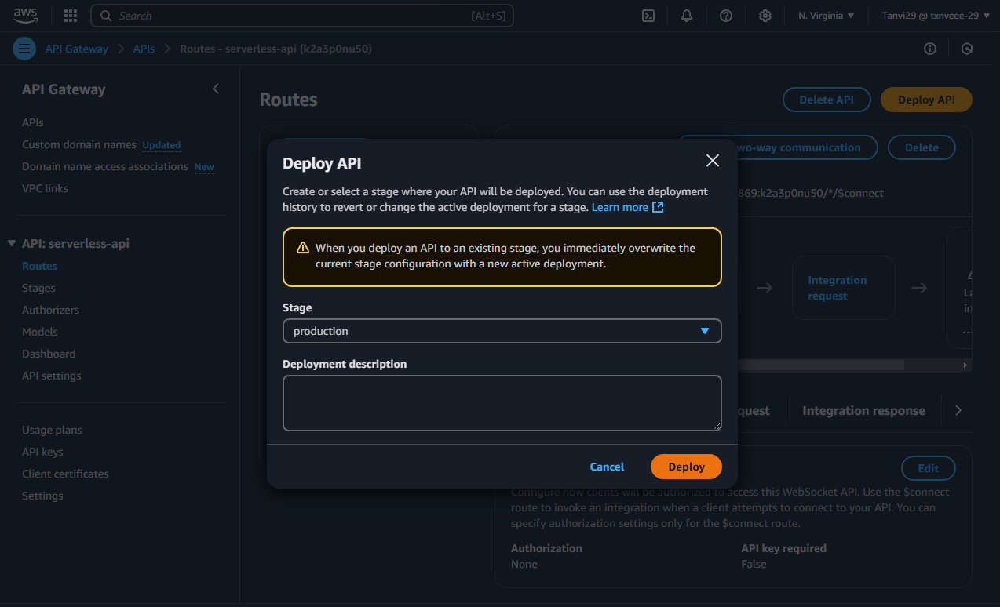 aws
Search
[Alt+S]
N. Virginia
Tanvi29 @ txnveee-29
API Gateway
APIs
Routes - serverless-api (k2a3p0nu50)
API Gateway
APIs
Custom domain names Updated
Domain name access associations New
VPC links
API: serverless-api
Routes
Stages
Authorizers
Models
Dashboard
API settings
Usage plans
API keys
Client certificates
Settings
Routes
Delete API
Deploy API
wo-way communication
Delete
869:k2a3p0nu50/*/$connect
Integration
request
La
in
Deploy API
Create or select a stage where your API will be deployed. You can use the deployment
history to revert or change the active deployment for a stage. Learn more
When you deploy an API to an existing stage, you immediately overwrite the
current stage configuration with a new active deployment.
Stage
production
Deployment description
Cancel
Deploy
quest
Integration response
Edit
Configure how clients will be authorized to access this WebSocket API. Use the $connect
route to invoke an integration when a client attempts to connect to your API. You can
specify authorization settings only for the $connect route.
Authorization
None
API key required
False